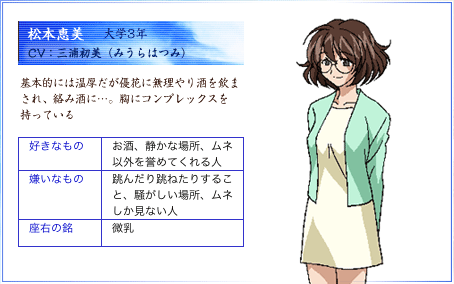 松本恵美 大学3年
CV：三浦初美（みうらはつみ）
基本的には温厚だが優花に無理やり酒を飲ま
され、絡み酒に…。胸にコンプレックスを
持っている
好きなもの
お酒、静かな場所、ムネ
以外を誉めてくれる人
嫌いなもの
跳んだり跳ねたりするこ
と、騒がしい場所、ムネ
しか見ない人
座右の銘
微乳